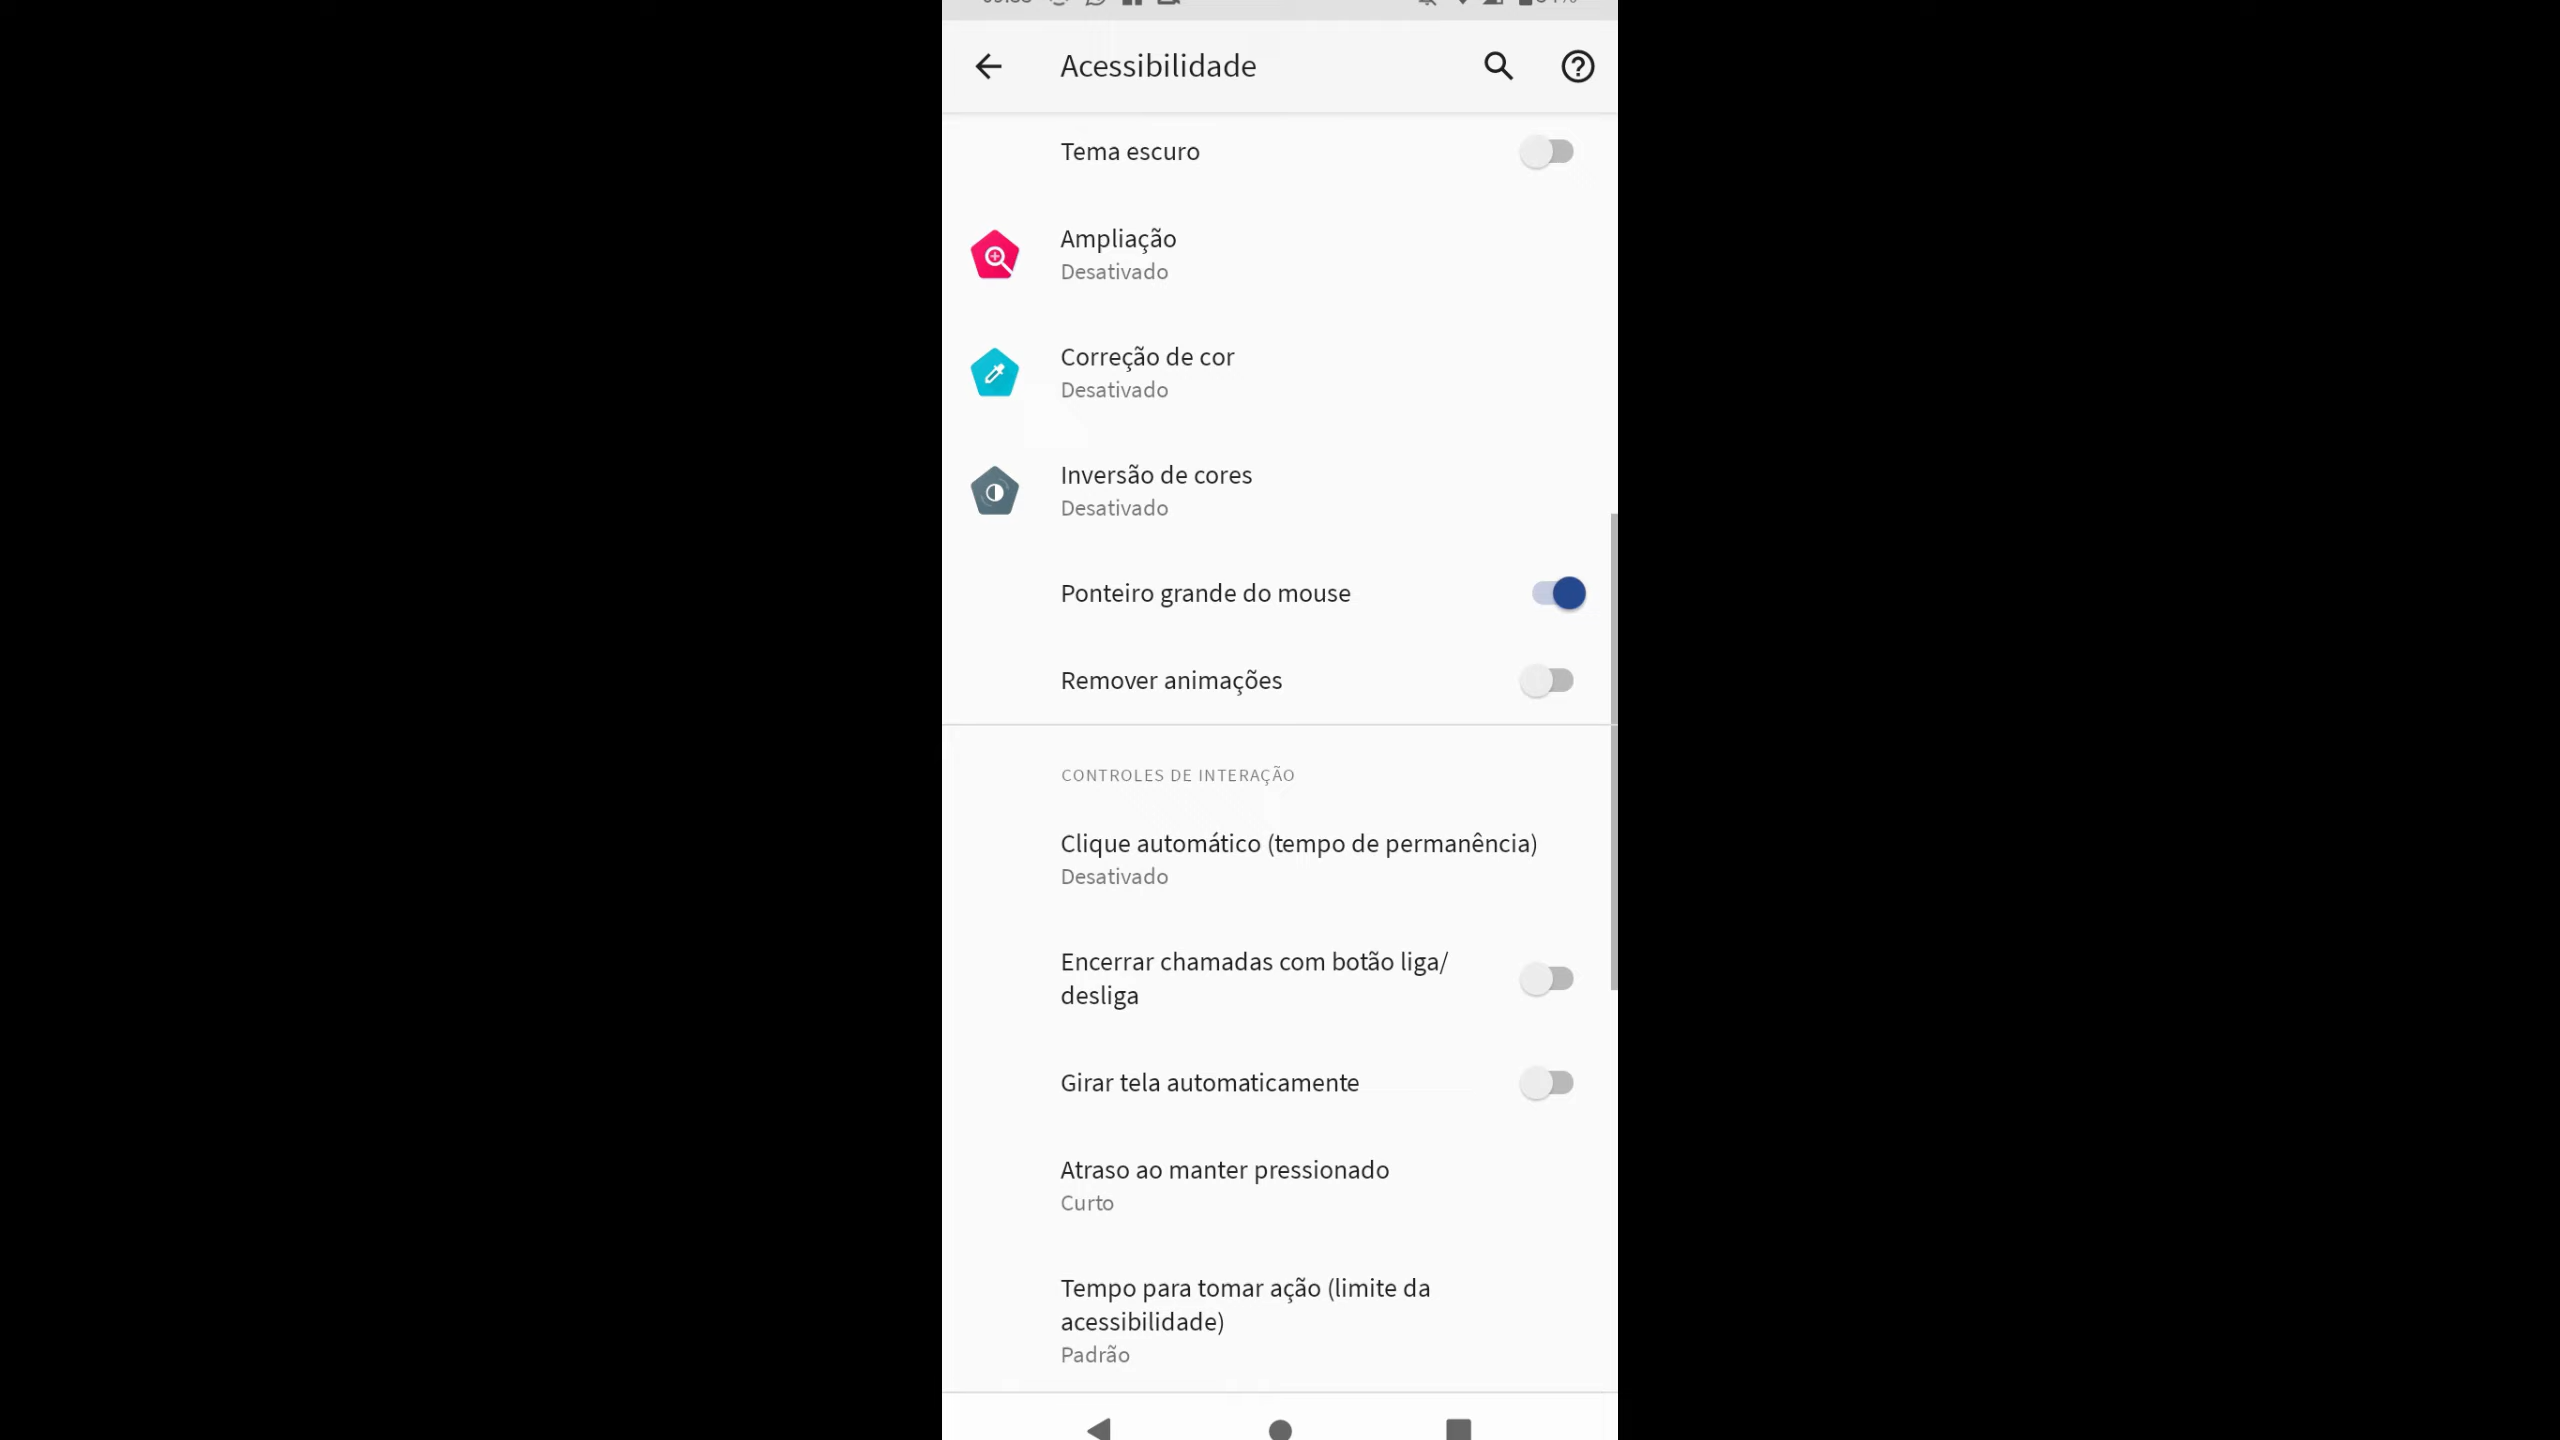 Acessibilidade
Tema escuro
Ampliação
Desativado
Correção de cor
Desativado
Inversão de cores
Desativado
Ponteiro grande do mouse
Remover animações
CONTROLES DE INTERAÇÃO
Clique automático (tempo de permanência)
Desativado
Encerrar chamadas com botão liga/
desliga
Girar tela automaticamente
Atraso ao manter pressionado
Curto
Tempo para tomar ação (limite da
acessibilidade)
Padrão